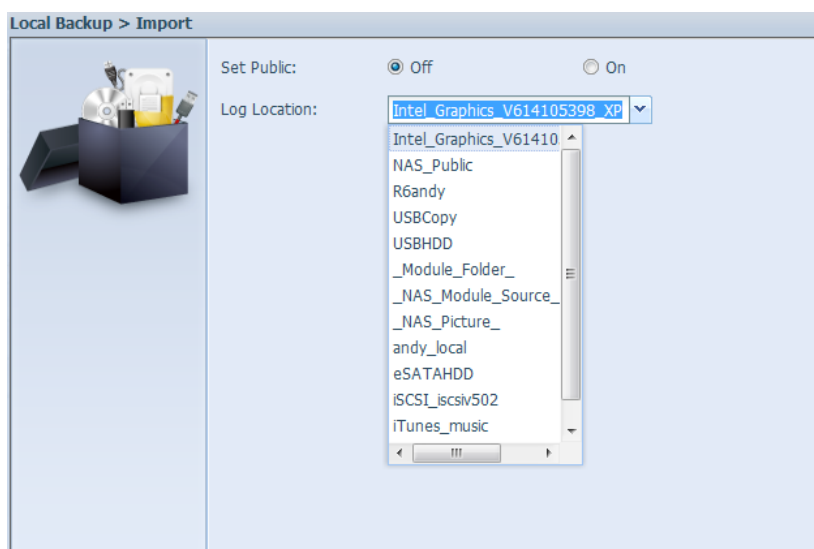 Local Backup > Import
Set Public: Off On
Log Location: Intel_Graphics_V614105398_XP
Intel_Graphics_V61410
NAS_Public
R6andy
USBCopy
USBHDD
_Module_Folder_
_NAS_Module_Source_
_NAS_Picture_
andy_local
eSATAHDD
iSCSI_iscsiv502
iTunes_music